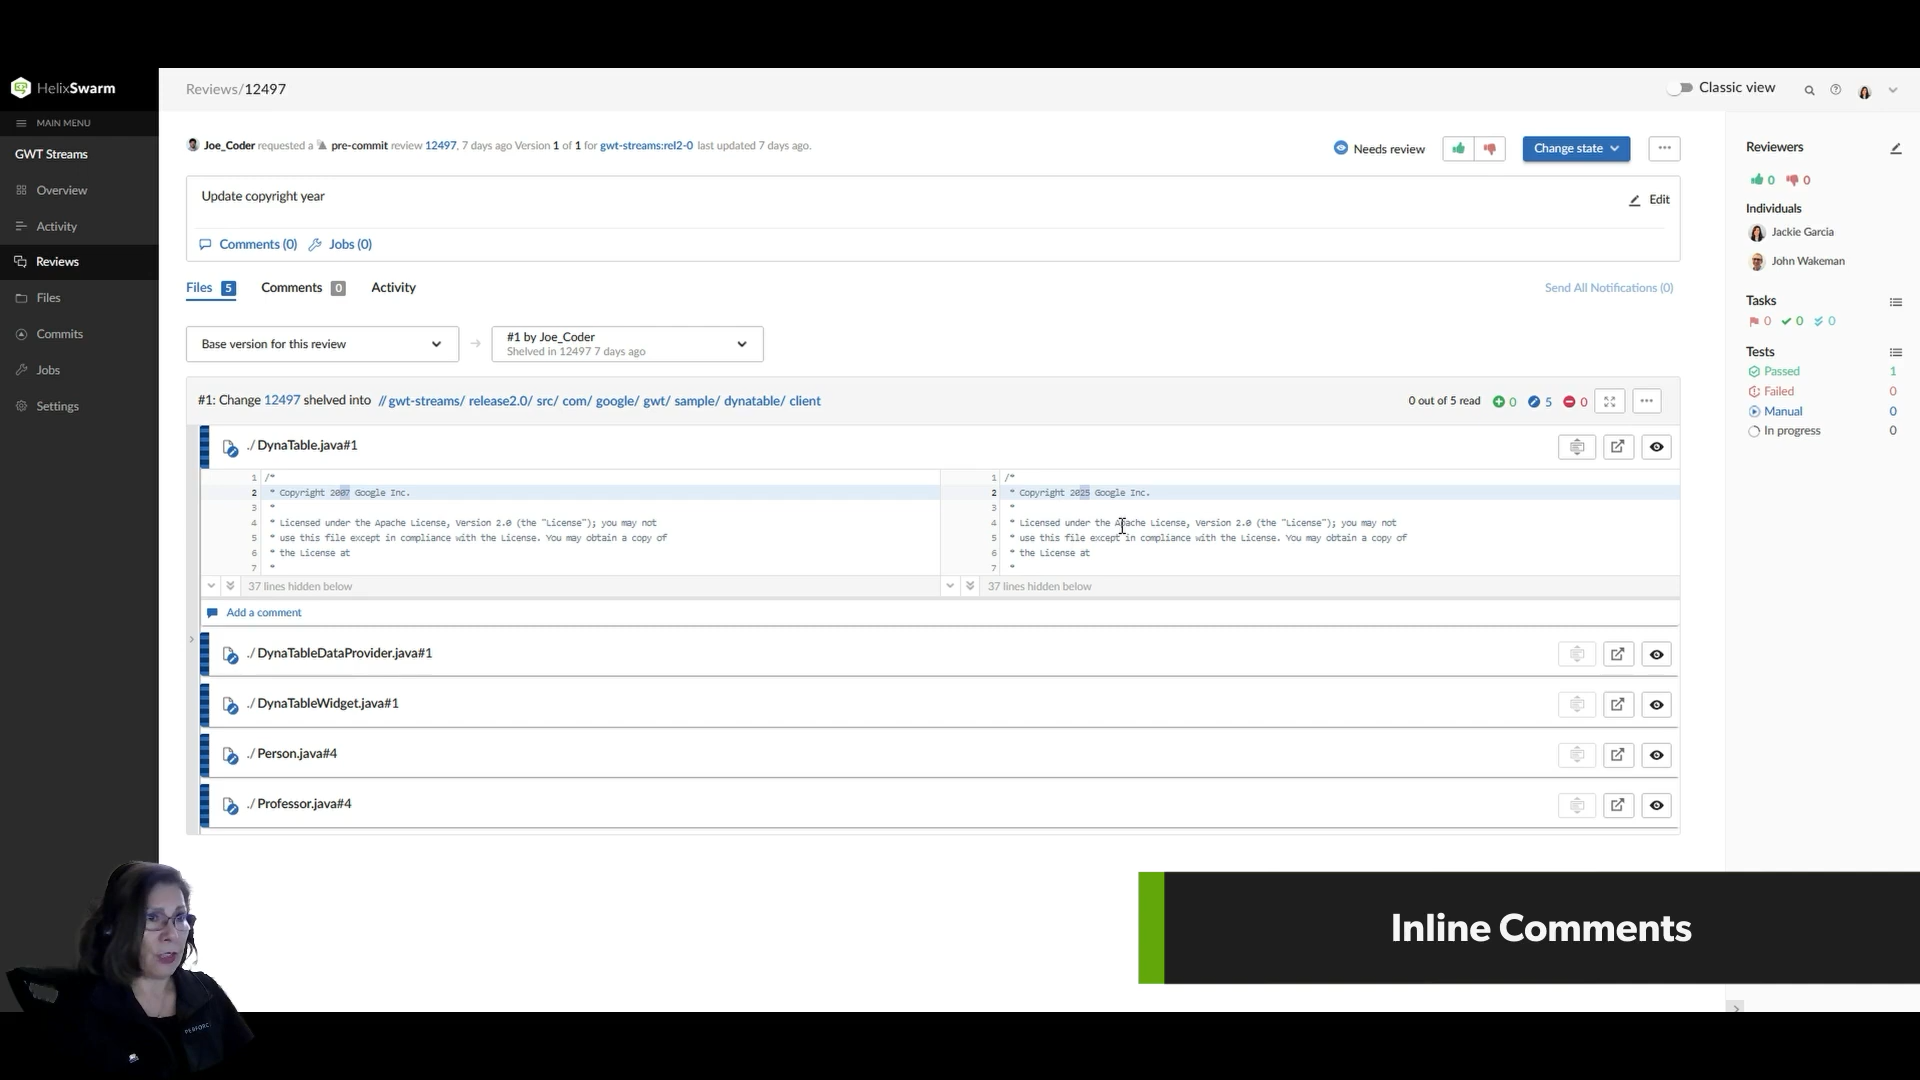 HelixSwarm
MAIN MENU
GWT Streams
Overview
Activity
Reviews
Files
Commits
Jobs
Settings
Reviews/12497
Classic view
Joe_Coder requested a pre-commit review 12497, 7 days ago Version 1 of 1 for gwt-streams:rel2-0 last updated 7 days ago.
Needs review
Change state
Update copyright year
Edit
Comments (0) Jobs (0)
Files 5 Comments 0 Activity
Send All Notifications (0)
Base version for this review
#1 by Joe_Coder
Shelved in 12497 7 days ago
#1: Change 12497 shelved into //gwt-streams/ release2.0/ src/ com/ google/ gwt/ sample/ dynatable/ client
0 out of 5 read 0 5 0
./ DynaTable.java#1
1 /*
2 * Copyright 2007 Google Inc.
3 *
4 * Licensed under the Apache License, Version 2.0 (the "License"); you may not
5 * use this file except in compliance with the License. You may obtain a copy of
6 * the License at
7 *
37 lines hidden below
1 /*
2 * Copyright 2025 Google Inc.
3 *
4 * Licensed under the Apache License, Version 2.0 (the "License"); you may not
5 * use this file except in compliance with the License. You may obtain a copy of
6 * the License at
7 *
37 lines hidden below
Add a comment
./ DynaTableDataProvider.java#1
./ DynaTableWidget.java#1
./ Person.java#4
./ Professor.java#4
Reviewers
0 0
Individuals
Jackie Garcia
John Wakeman
Tasks
0 0 0
Tests
Passed 1
Failed 0
Manual 0
In progress 0
Inline Comments